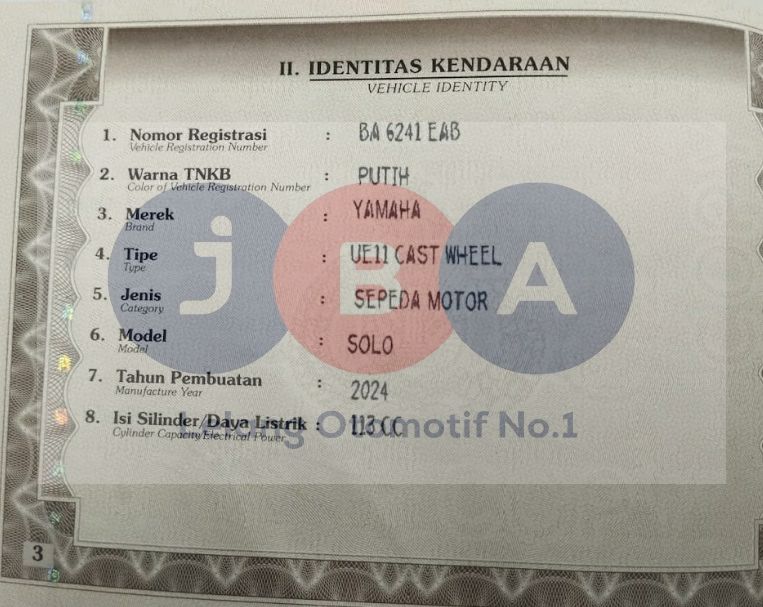 II. IDENTITAS KENDARAAN
VEHICLE IDENTITY
1. Nomor Registrasi : BA 6241 EAB
Vehicle Registration Number
2. Warna TNKB : PUTIH
Color of Vehicle Registration Number
3. Merek : YAMAHA
Brand
4. Tipe : UE11 CAST WHEEL
Type
5. Jenis : SEPEDA MOTOR
Category
6. Model : SOLO
Model
7. Tahun Pembuatan : 2024
Manufacture Year
8. Isi Silinder/Daya Listrik : 113 CC
Cylinder Capacity/Electrical Power
JBA
Lelang Otomotif No.1
3